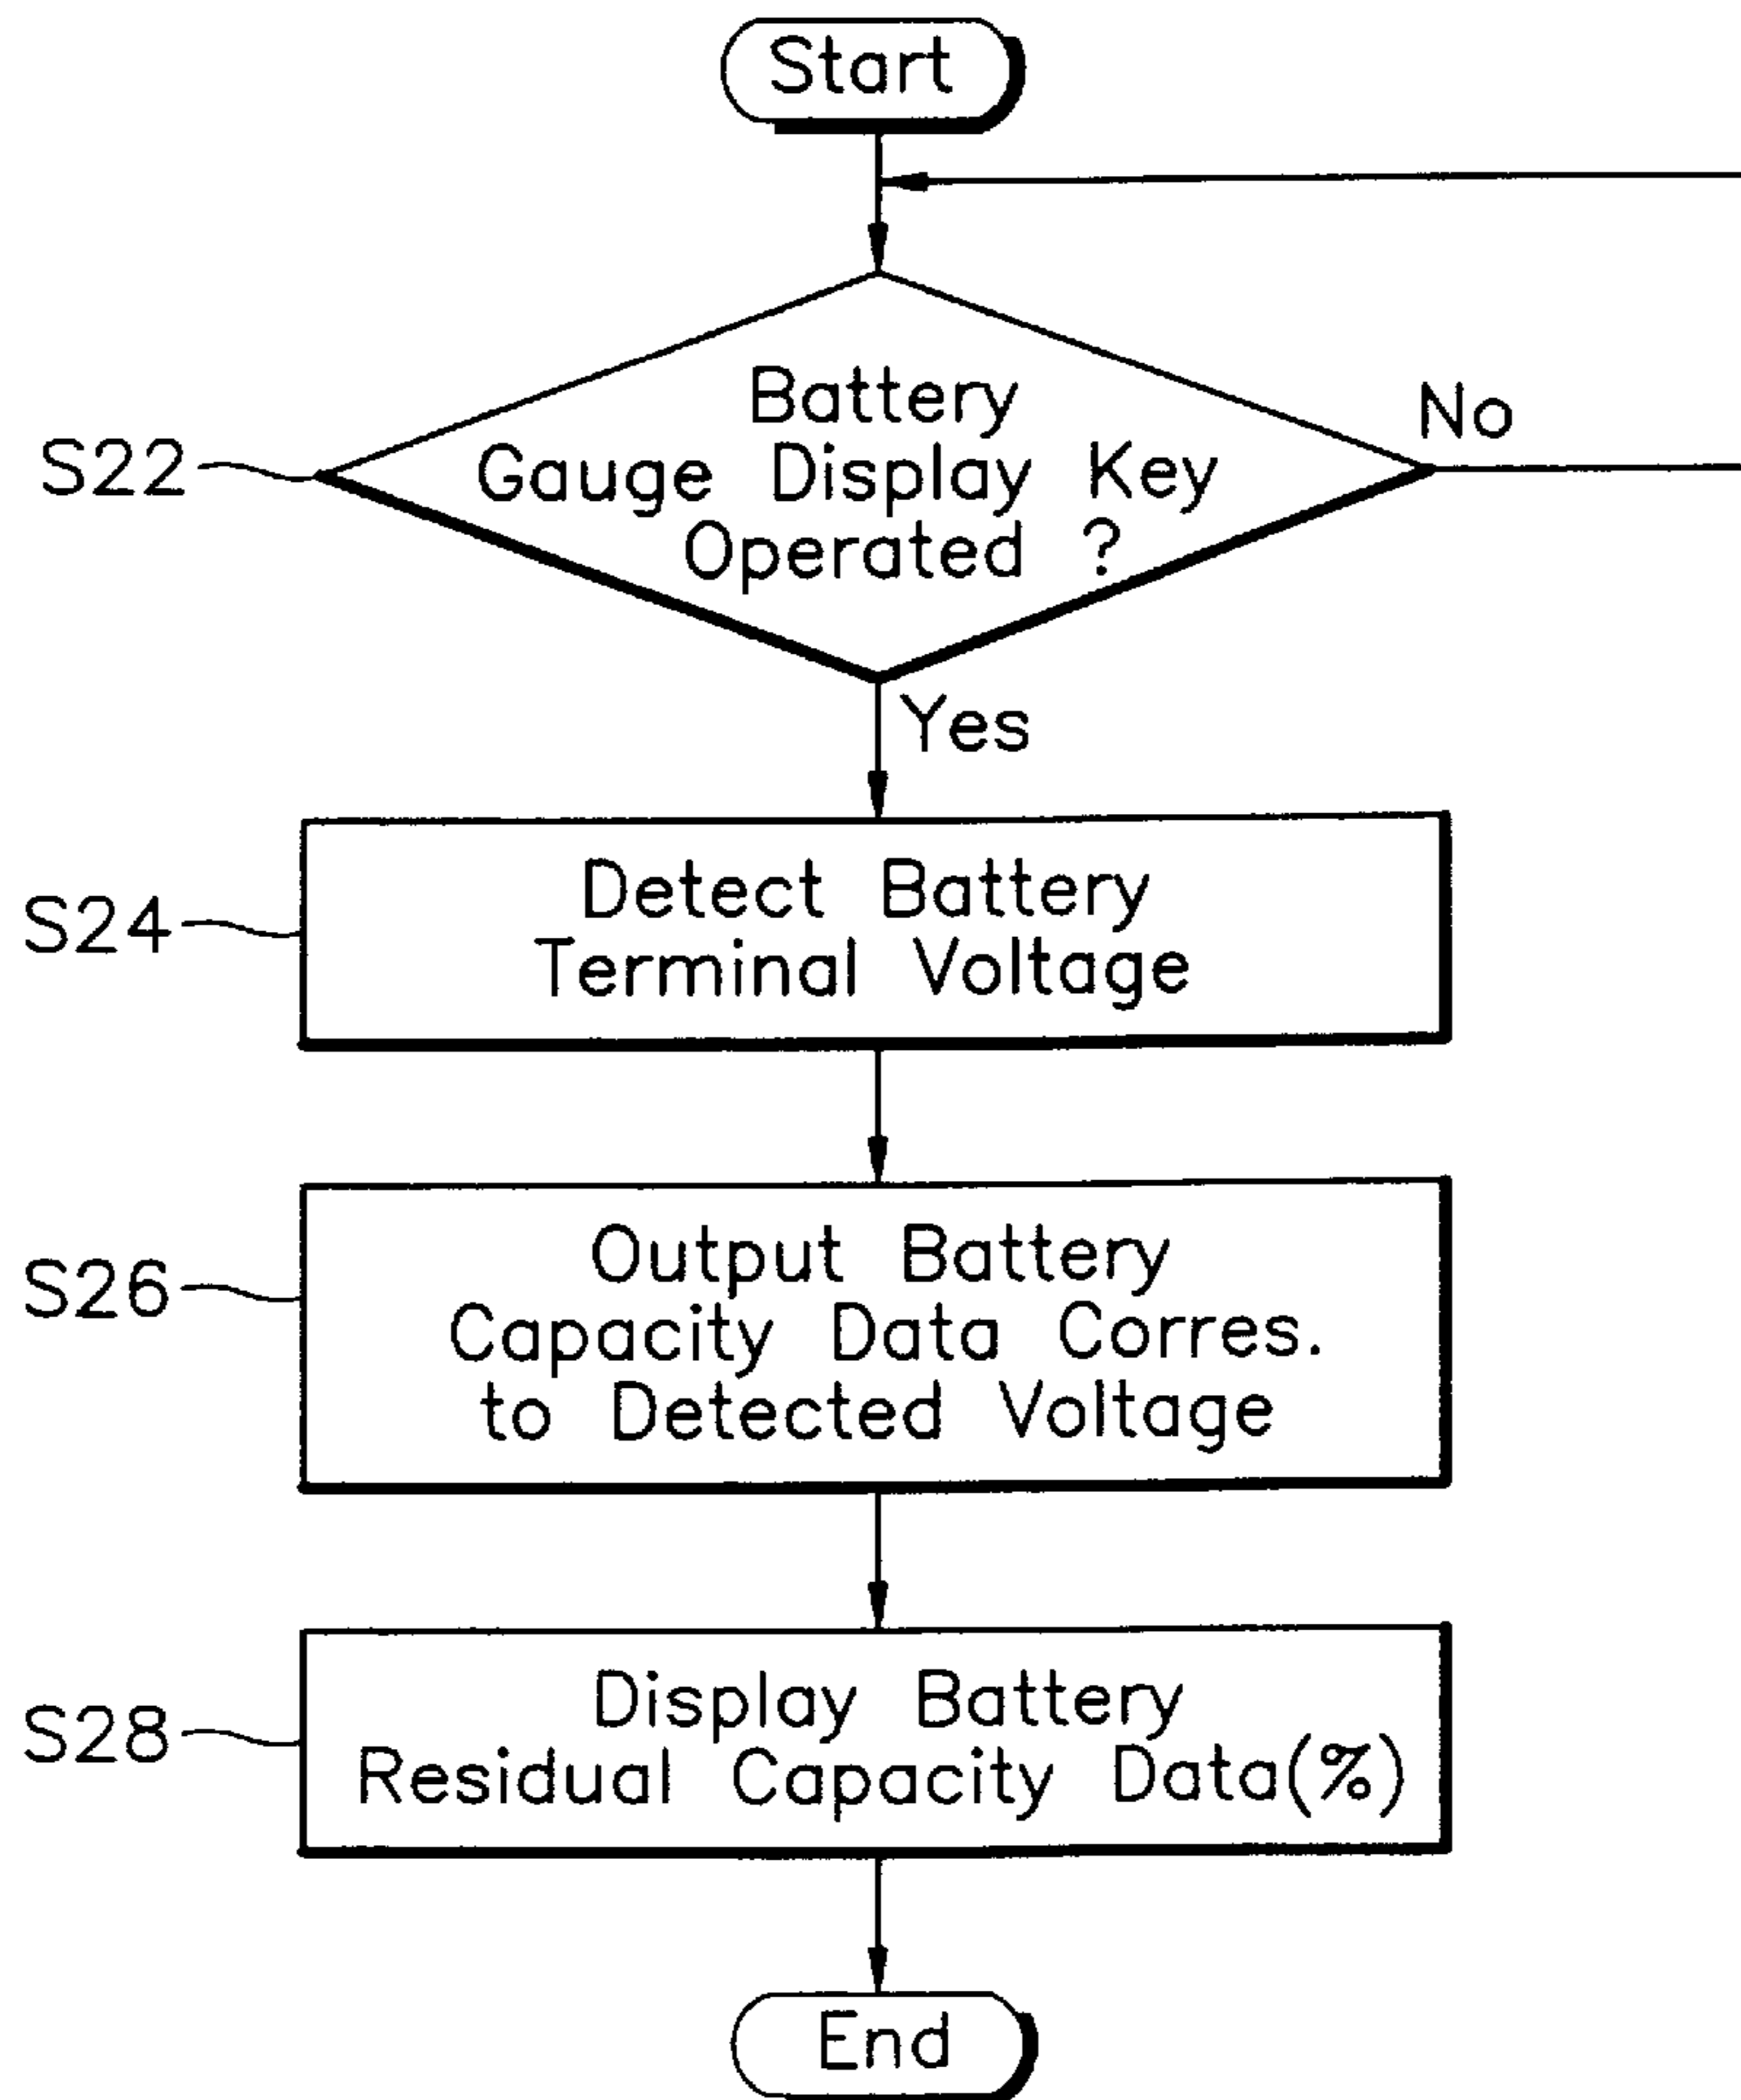 Start
Battery
Gauge Display Key
Operated ?
No
S22
Yes
Detect Battery
Terminal Voltage
S24
Output Battery
Capacity Data Corres.
to Detected Voltage
S26
Display Battery
Residual Capacity Data(%)
S28
End